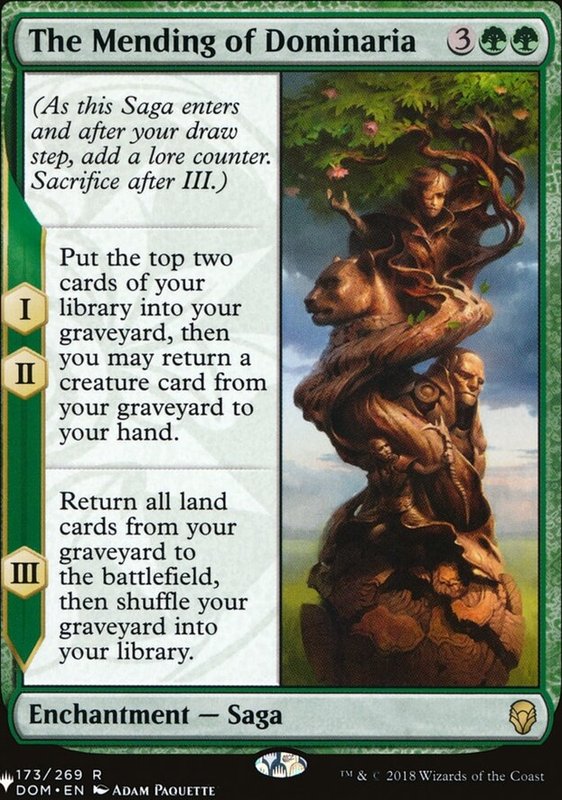 The Mending of Dominaria 3
(As this Saga enters
and after your draw
step, add a lore counter.
Sacrifice after III.)
I
II
Put the top two
cards of your
library into your
graveyard, then
you may return a
creature card from
your graveyard to
your hand.
III
Return all land
cards from your
graveyard to
the battlefield,
then shuffle your
graveyard into
your library.
Enchantment — Saga
173/269 R
DOM • EN Adam Paquette
™ & © 2018 Wizards of the Coast